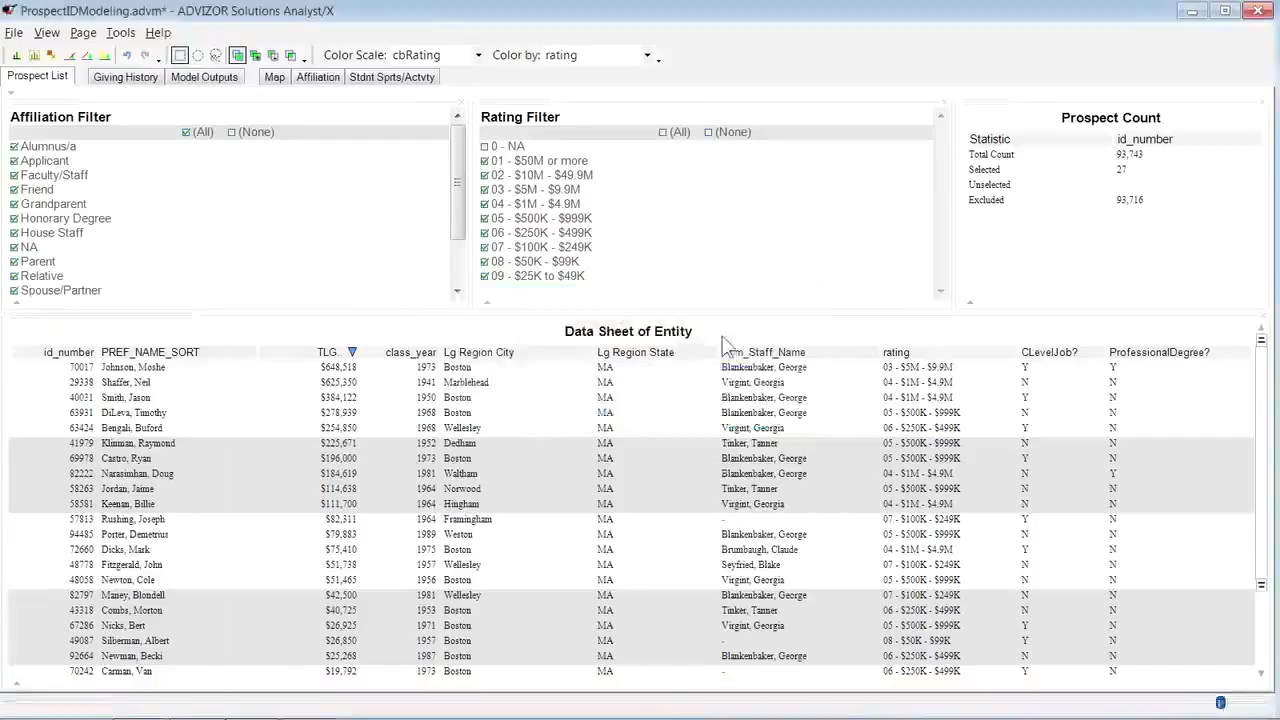 ProspectIDModeling.advm* - ADVIZOR Solutions Analyst/X
File View Page Tools Help
Color Scale: cbRating Color by: rating
Prospect List Giving History Model Outputs Map Affiliation Stdnt Sprts/Actvty
Affiliation Filter
(All) (None)
Alumnus/a
Applicant
Faculty/Staff
Friend
Grandparent
Honorary Degree
House Staff
NA
Parent
Relative
Spouse/Partner
Rating Filter
(All) (None)
0 - NA
01 - $50M or more
02 - $10M - $49.9M
03 - $5M - $9.9M
04 - $1M - $4.9M
05 - $500K - $999K
06 - $250K - $499K
07 - $100K - $249K
08 - $50K - $99K
09 - $25K to $49K
Prospect Count
Statistic id_number
Total Count 93,743
Selected 27
Unselected
Excluded 93,716
Data Sheet of Entity
id_number PREF_NAME_SORT TLG.. class_year Lg Region City Lg Region State m_Staff_Name rating CLevelJob? ProfessionalDegree?
70017 Johnson, Moshe $648,518 1973 Boston MA Blankenbaker, George 03 - $5M - $9.9M Y Y
29338 Shaffer, Neil $625,350 1941 Marblehead MA Virgint, Georgia 04 - $1M - $4.9M N N
40031 Smith, Jason $384,122 1950 Boston MA Blankenbaker, George 04 - $1M - $4.9M Y N
63931 DiLeva, Timothy $278,939 1968 Boston MA Blankenbaker, George 05 - $500K - $999K Y N
63424 Bengali, Buford $254,850 1968 Wellesley MA Virgint, Georgia 06 - $250K - $499K Y N
41979 Klinman, Raymond $225,671 1952 Dedham MA Tinker, Tanner 05 - $500K - $999K N N
69978 Castro, Ryan $196,000 1973 Boston MA Blankenbaker, George 05 - $500K - $999K Y N
82222 Narasimhan, Doug $184,619 1981 Waltham MA Blankenbaker, George 04 - $1M - $4.9M N Y
58263 Jordan, Jaime $114,638 1964 Norwood MA Tinker, Tanner 05 - $500K - $999K N N
58581 Keenan, Billie $111,700 1964 Hingham MA Virgint, Georgia 04 - $1M - $4.9M N N
57813 Rushing, Joseph $82,311 1964 Framingham MA - 07 - $100K - $249K Y N
94485 Porter, Demetrius $79,883 1989 Weston MA Blankenbaker, George 05 - $500K - $999K N N
72660 Dicks, Mark $75,410 1975 Boston MA Brumbaugh, Claude 04 - $1M - $4.9M Y N
48778 Fitzgerald, John $51,738 1957 Wellesley MA Seyfried, Blake 07 - $100K - $249K Y N
48058 Newton, Cole $51,465 1956 Boston MA Virgint, Georgia 05 - $500K - $999K N N
82797 Maney, Blondell $42,500 1981 Wellesley MA Blankenbaker, George 07 - $100K - $249K N N
43318 Combs, Morton $40,725 1953 Boston MA Tinker, Tanner 06 - $250K - $499K N N
67286 Nicks, Bert $26,925 1971 Boston MA Virgint, Georgia 05 - $500K - $999K Y N
49087 Silberman, Albert $26,850 1957 Boston MA - 08 - $50K - $99K Y N
92664 Newman, Becki $25,268 1987 Boston MA Blankenbaker, George 06 - $250K - $499K N N
70242 Carman, Van $19,792 1973 Boston MA - 06 - $250K - $499K Y N